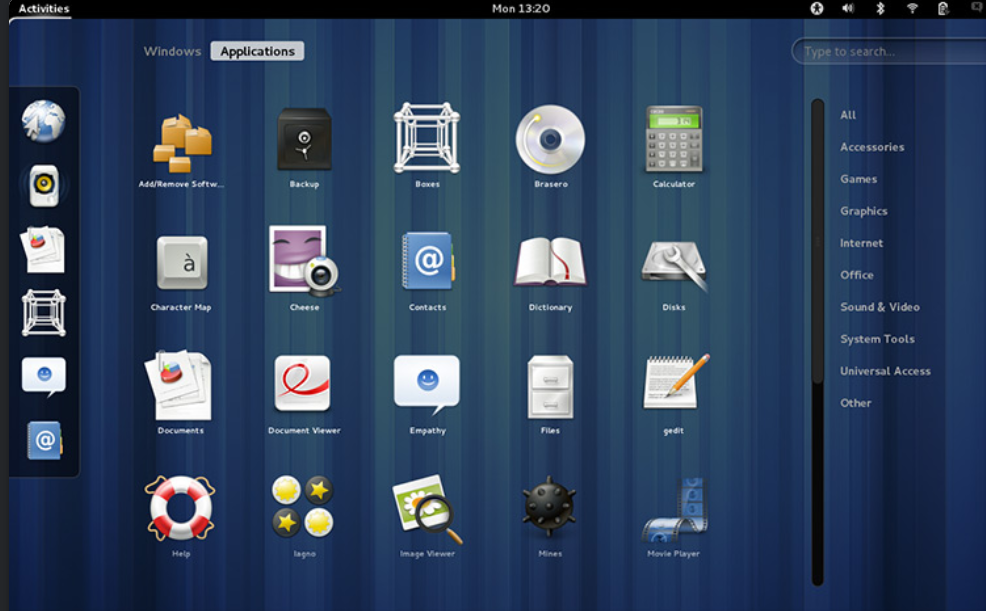 Activities
Mon 13:20
Windows Applications
Type to search...
Add/Remove Softw...
Backup
Boxes
Brasero
Calculator
Character Map
Cheese
Contacts
Dictionary
Disks
Documents
Document Viewer
Empathy
Files
gedit
Help
Iagno
Image Viewer
Mines
Movie Player
All
Accessories
Games
Graphics
Internet
Office
Sound & Video
System Tools
Universal Access
Other